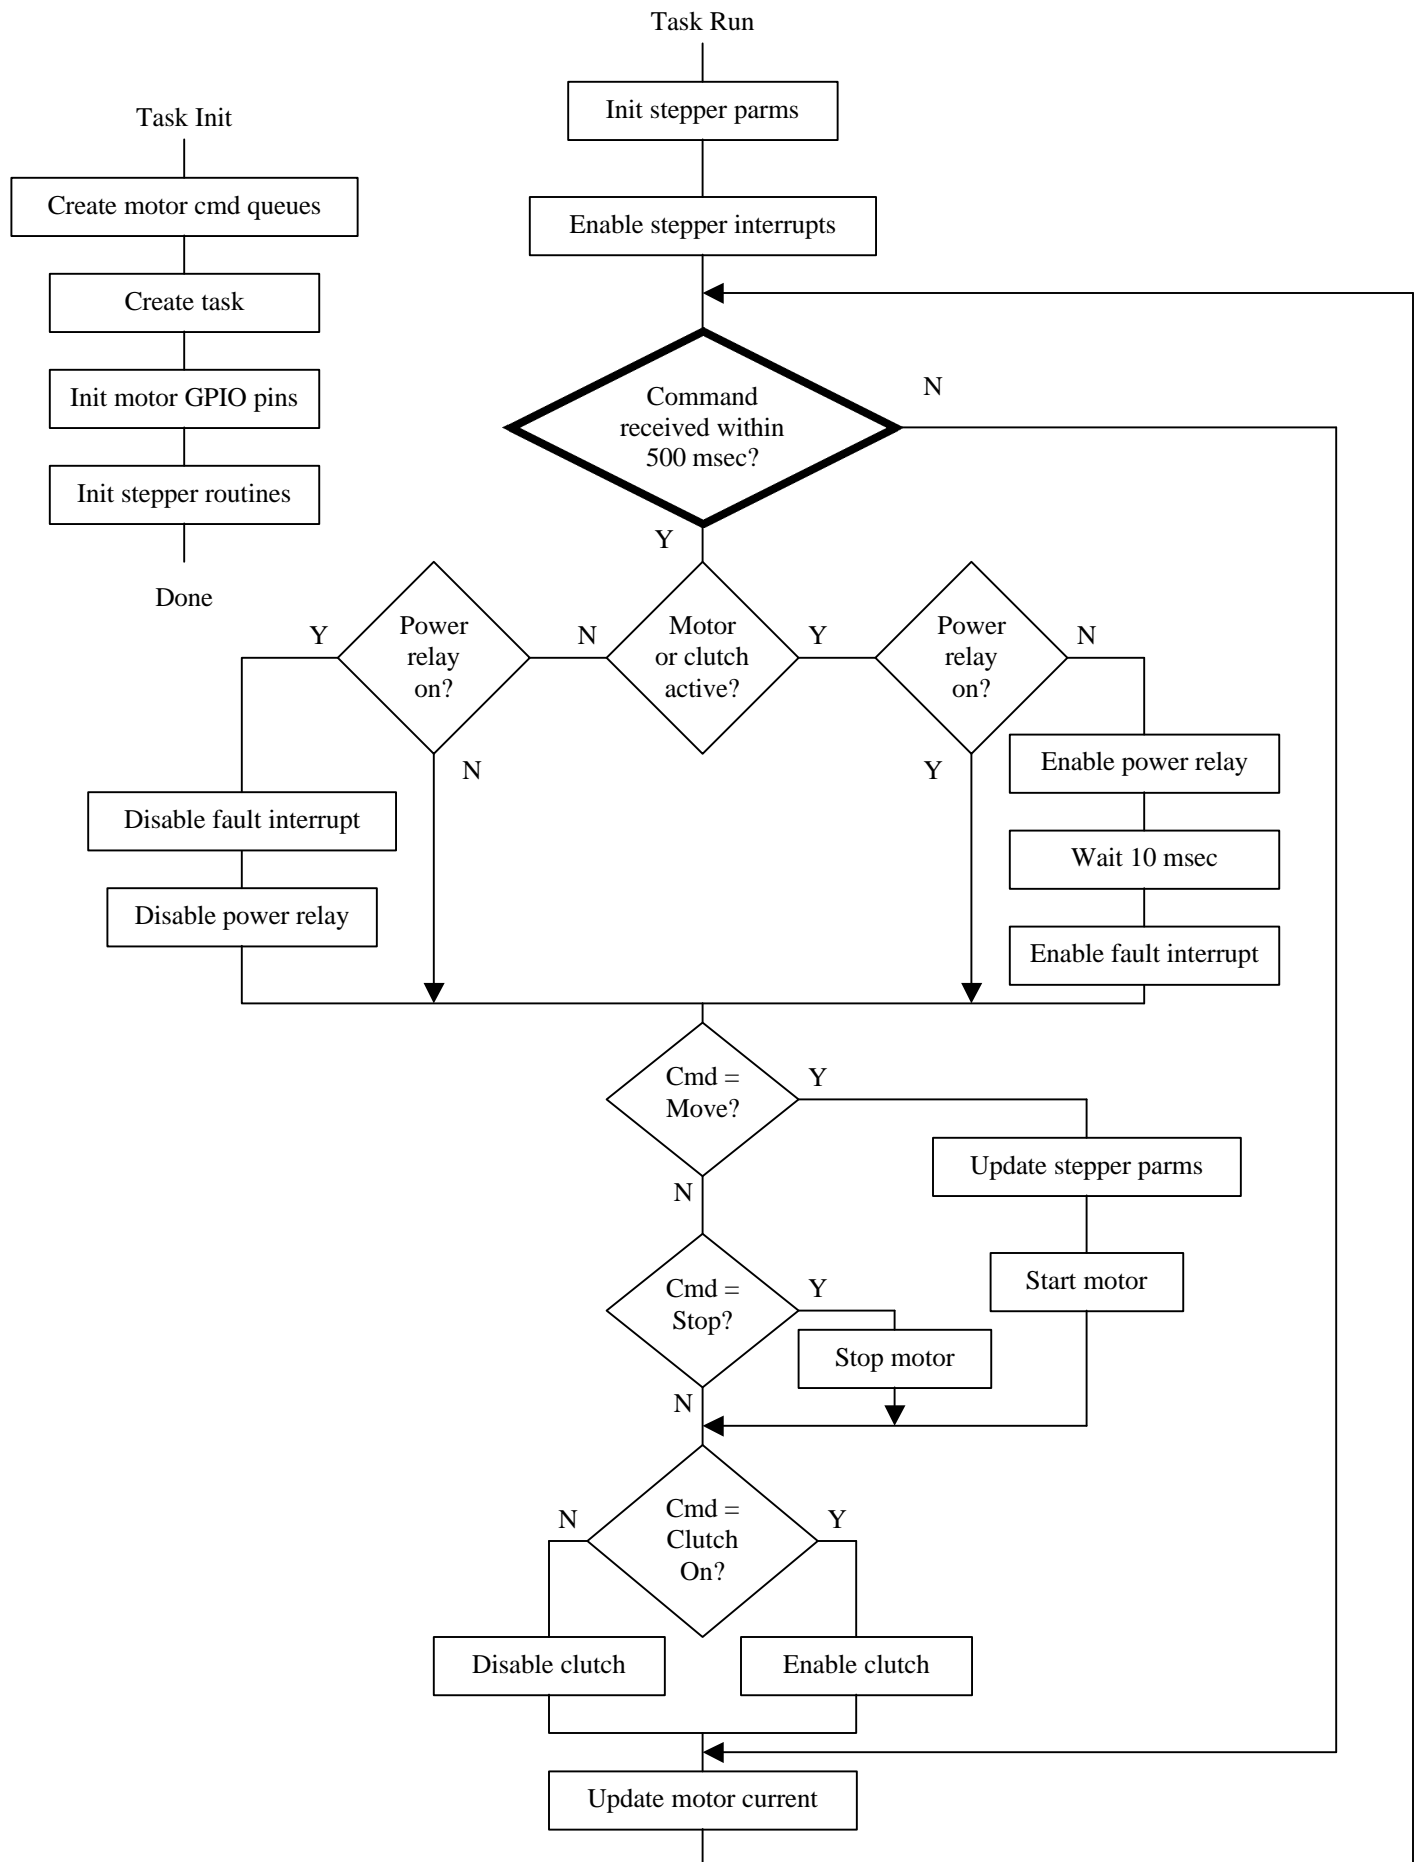 Task Run
Init stepper parms
Task Init
Create motor cmd queues
Enable stepper interrupts
Create task
Init motor GPIO pins
Init stepper routines
Done
Command
received within
500 msec?
N
Y
Y
Power
relay
on?
N
Motor
or clutch
active?
Y
Power
relay
on?
N
N
Y
Enable power relay
Disable fault interrupt
Wait 10 msec
Disable power relay
Enable fault interrupt
Cmd =
Move?
Y
N
Update stepper parms
Start motor
Cmd =
Stop?
Y
Stop motor
N
Cmd =
Clutch
On?
N
Y
Disable clutch
Enable clutch
Update motor current